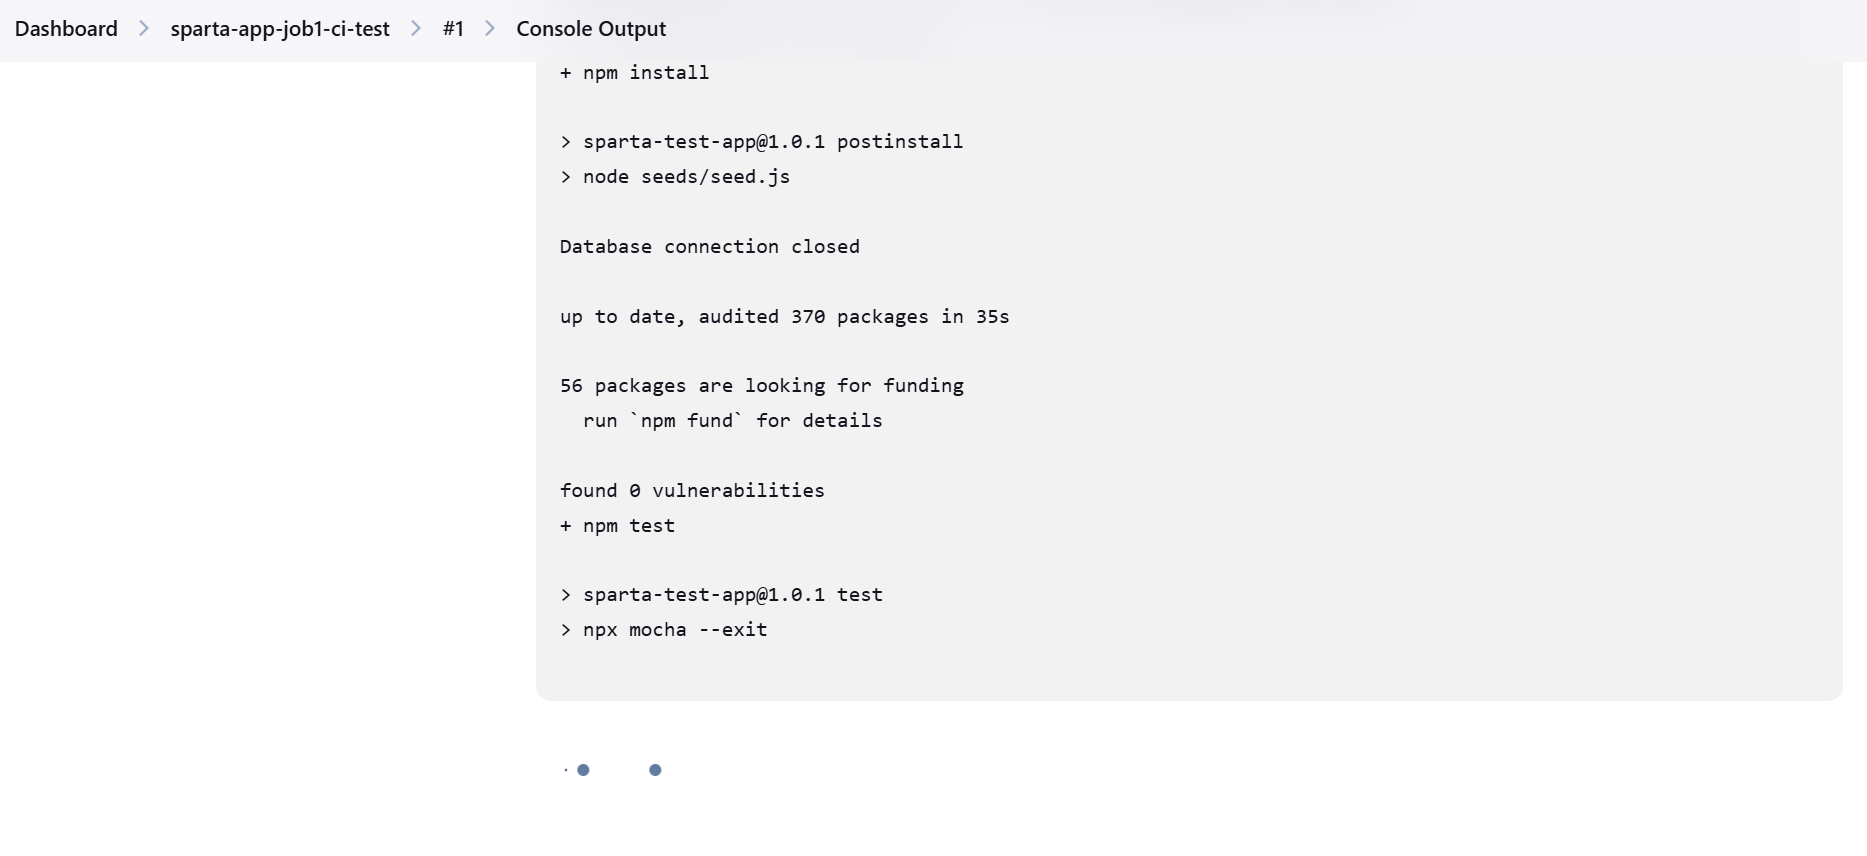 Dashboard > sparta-app-job1-ci-test > #1 > Console Output
+ npm install
> sparta-test-app@1.0.1 postinstall
> node seeds/seed.js
Database connection closed
up to date, audited 370 packages in 35s
56 packages are looking for funding
  run `npm fund` for details
found 0 vulnerabilities
+ npm test
> sparta-test-app@1.0.1 test
> npx mocha --exit